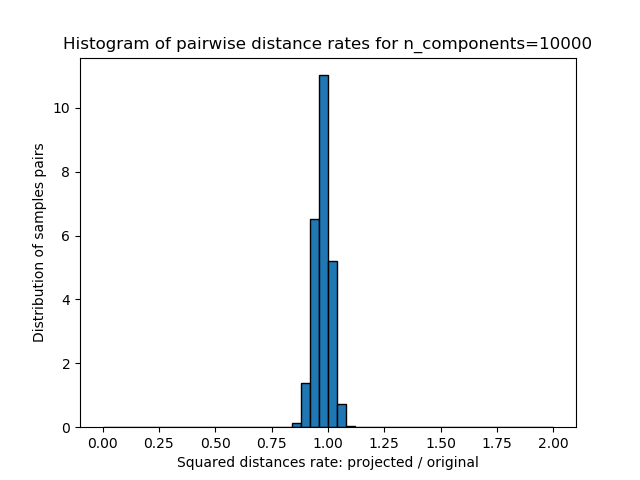 Histogram of pairwise distance rates for n_components=10000
Distribution of samples pairs
10
8
6
4
2
0
0.00 0.25 0.50 0.75 1.00 1.25 1.50 1.75 2.00
Squared distances rate: projected / original